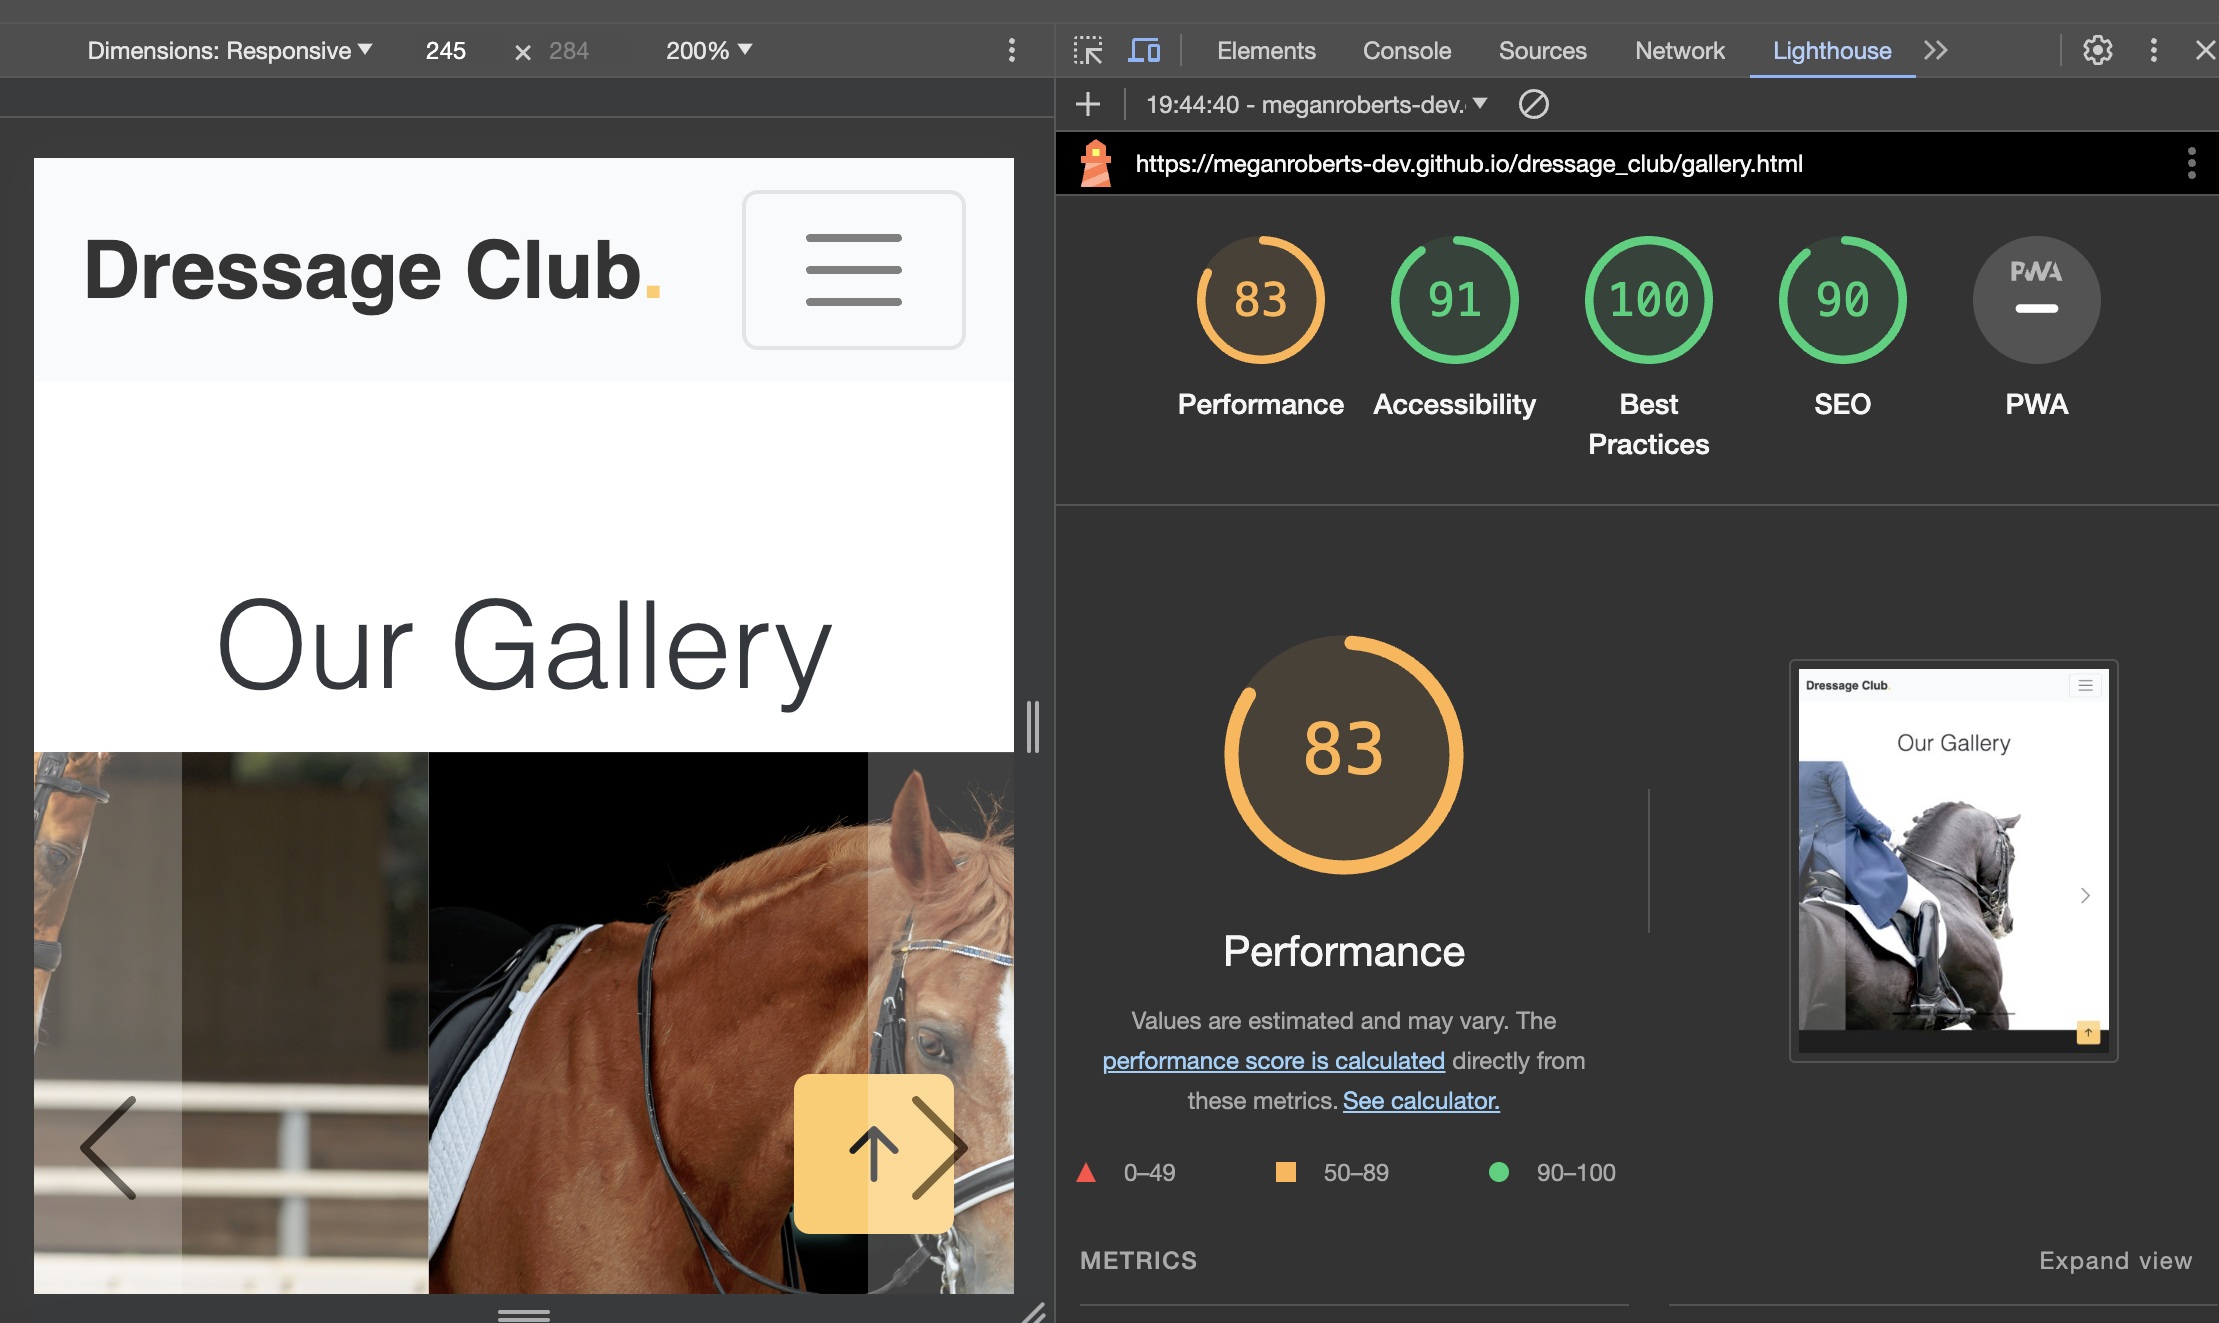 Dimensions: Responsive 245 × 284 200%
Elements Console Sources Network Lighthouse
19:44:40 - meganroberts-dev.
https://meganroberts-dev.github.io/dressage_club/gallery.html
Dressage Club.
Our Gallery
83 91 100 90 PWA
Performance Accessibility Best Practices SEO PWA
83
Performance
Values are estimated and may vary. The
performance score is calculated directly from
these metrics. See calculator.
Dressage Club.
Our Gallery
0–49 50–89 90–100
METRICS Expand view